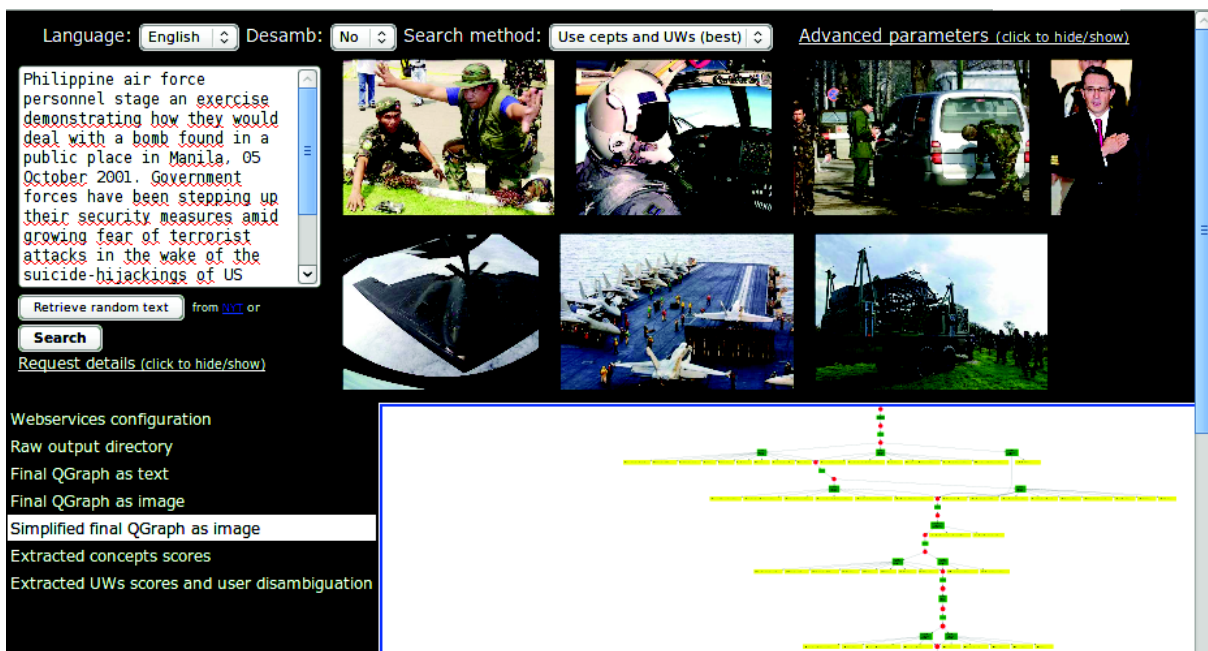 Language: English Desamb: No Search method: Use cepts and UWs (best) Advanced parameters (click to hide/show)
Philippine air force
personnel stage an exercise
demonstrating how they would
deal with a bomb found in a
public place in Manila, 05
October 2001. Government
forces have been stepping up
their security measures amid
growing fear of terrorist
attacks in the wake of the
suicide-hijackings of US
Retrieve random text from NYT or
Search
Request details (click to hide/show)
Webservices configuration
Raw output directory
Final QGraph as text
Final QGraph as image
Simplified final QGraph as image
Extracted concepts scores
Extracted UWs scores and user disambiguation